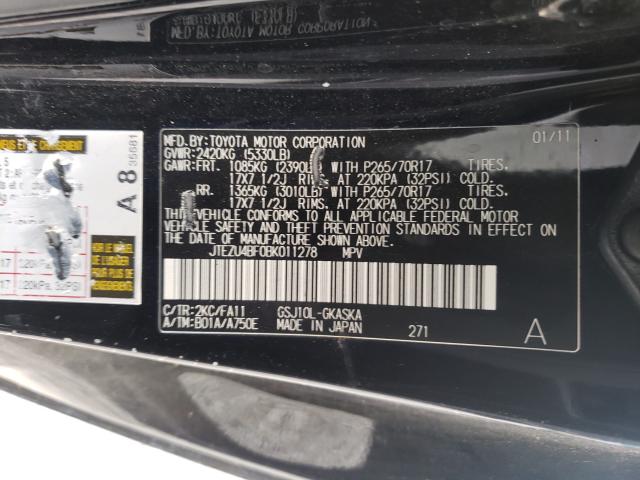 MFD.BY:TOYOTA MOTOR CORPORATION 01/11
GVWR:2420KG (5330LB)
GAWR:FRT. 1085KG (2390LB) WITH P265/70R17 TIRES.
17X7 1/2J RIMS. AT 220KPA (32PSI) COLD.
RR. 1365KG (3010LB) WITH P265/70R17 TIRES.
17X7 1/2J RIMS. AT 220KPA (32PSI) COLD.
THIS VEHICLE CONFORMS TO ALL APPLICABLE FEDERAL MOTOR
VEHICLE SAFETY AND THEFT PREVENTION STANDARDS IN EFFECT
ON THE DATE OF MANUFACTURE SHOWN ABOVE.
JTEZU4BF0BK011278 MPV
C/TR:2KC/FA11 GSJ10L-GKASKA
A/TM:B01A/A750E MADE IN JAPAN 271 A
A 8 35681